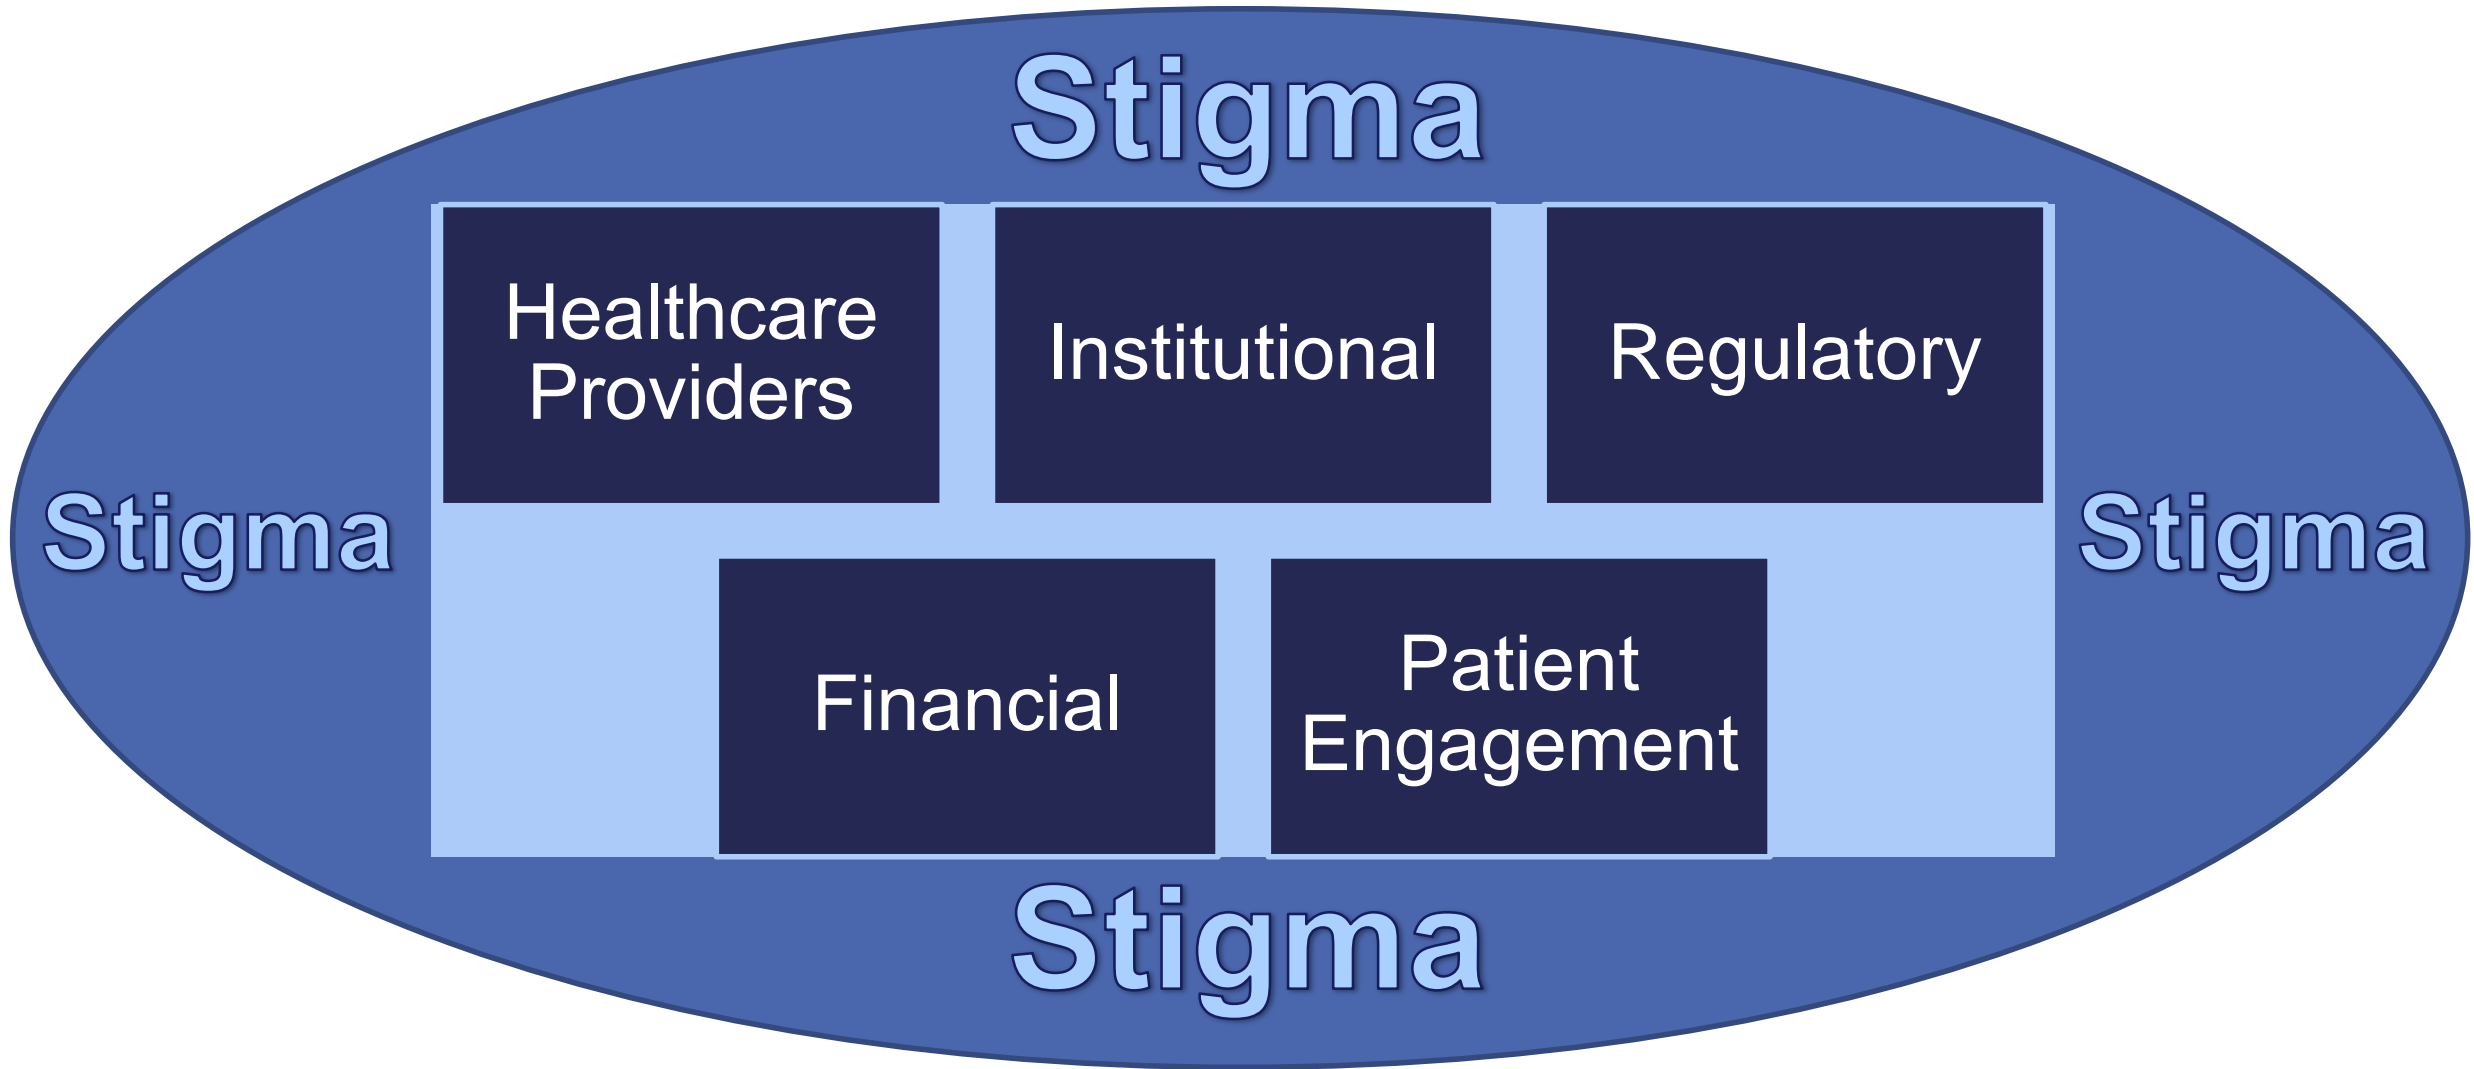 Stigma
Healthcare
Providers
Institutional
Regulatory
Stigma
Stigma
Financial
Patient
Engagement
Stigma